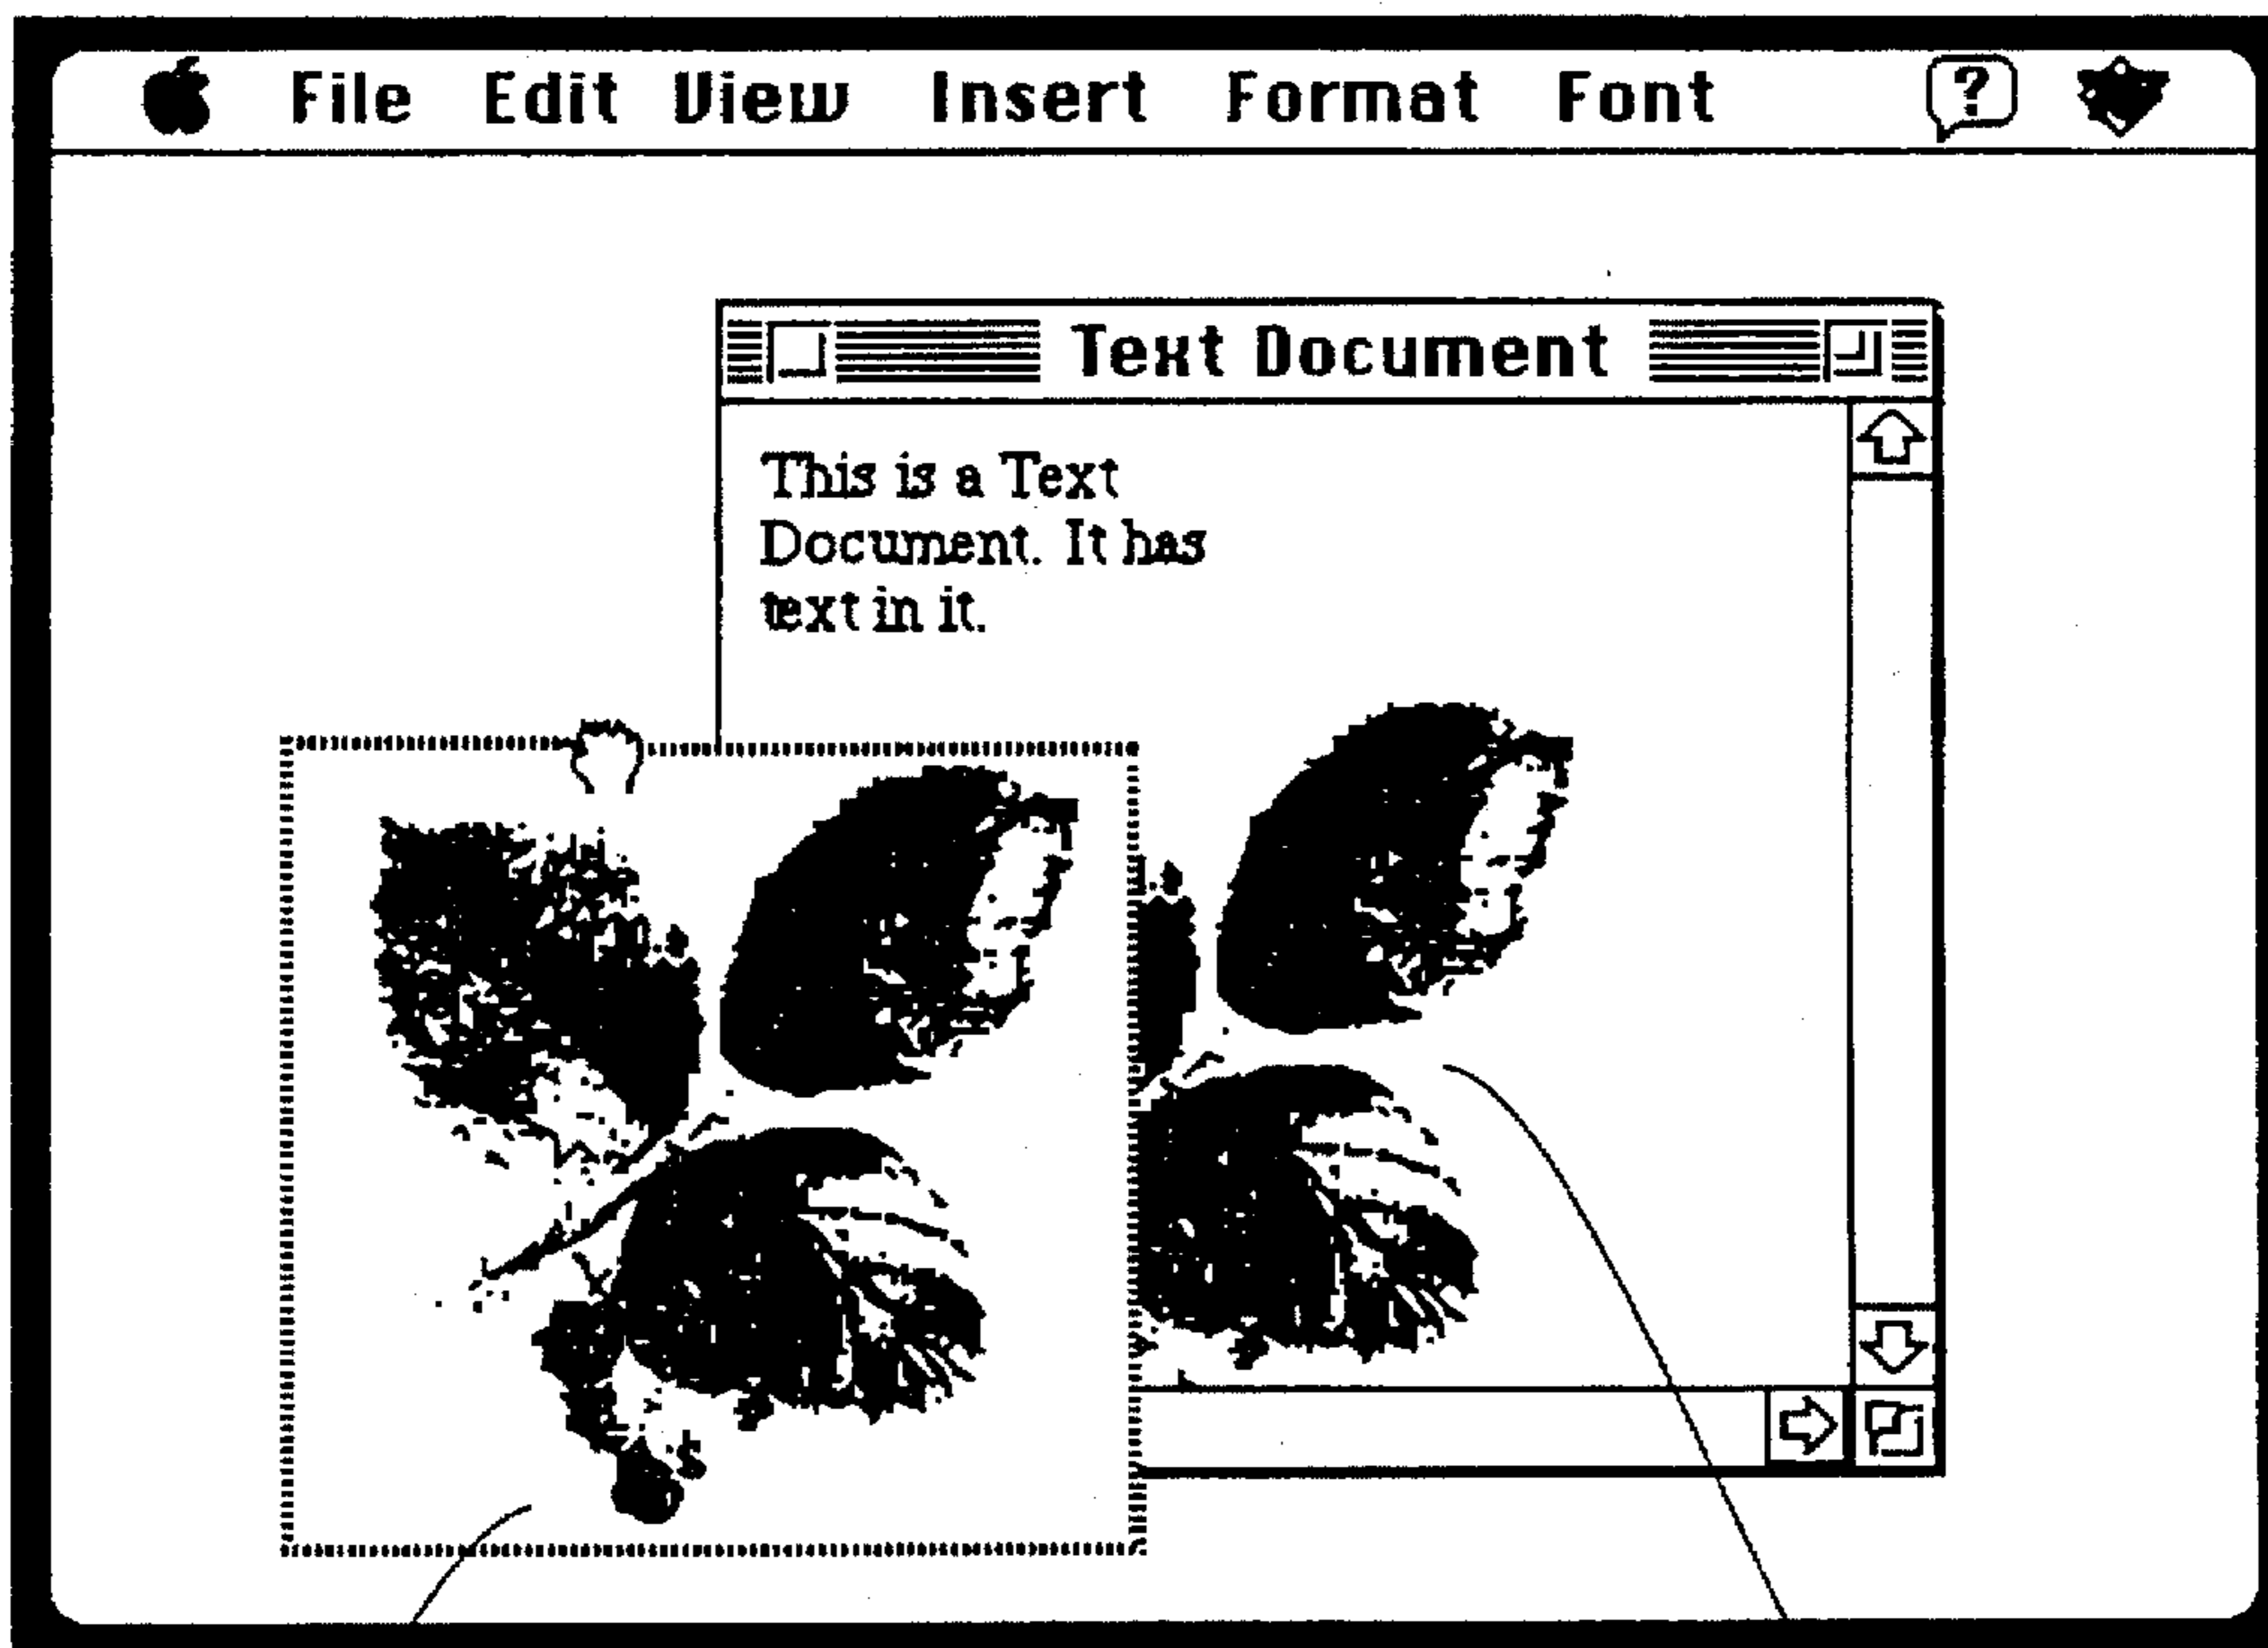 File Edit View Insert Format Font ?
Text Document
This is a Text
Document. It has
text in it.